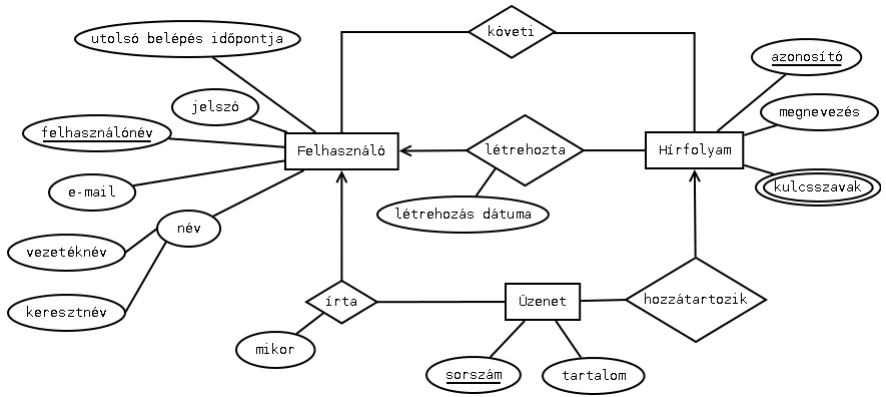 utolsó belépés időpontja
követi
azonosító
jelszó
megnevezés
felhasználónév
Felhasználó
létrehozta
Hírfolyam
e-mail
kulcsszavak
létrehozás dátuma
név
vezetéknév
írta
Üzenet
hozzátartozik
keresztnév
mikor
sorszám
tartalom